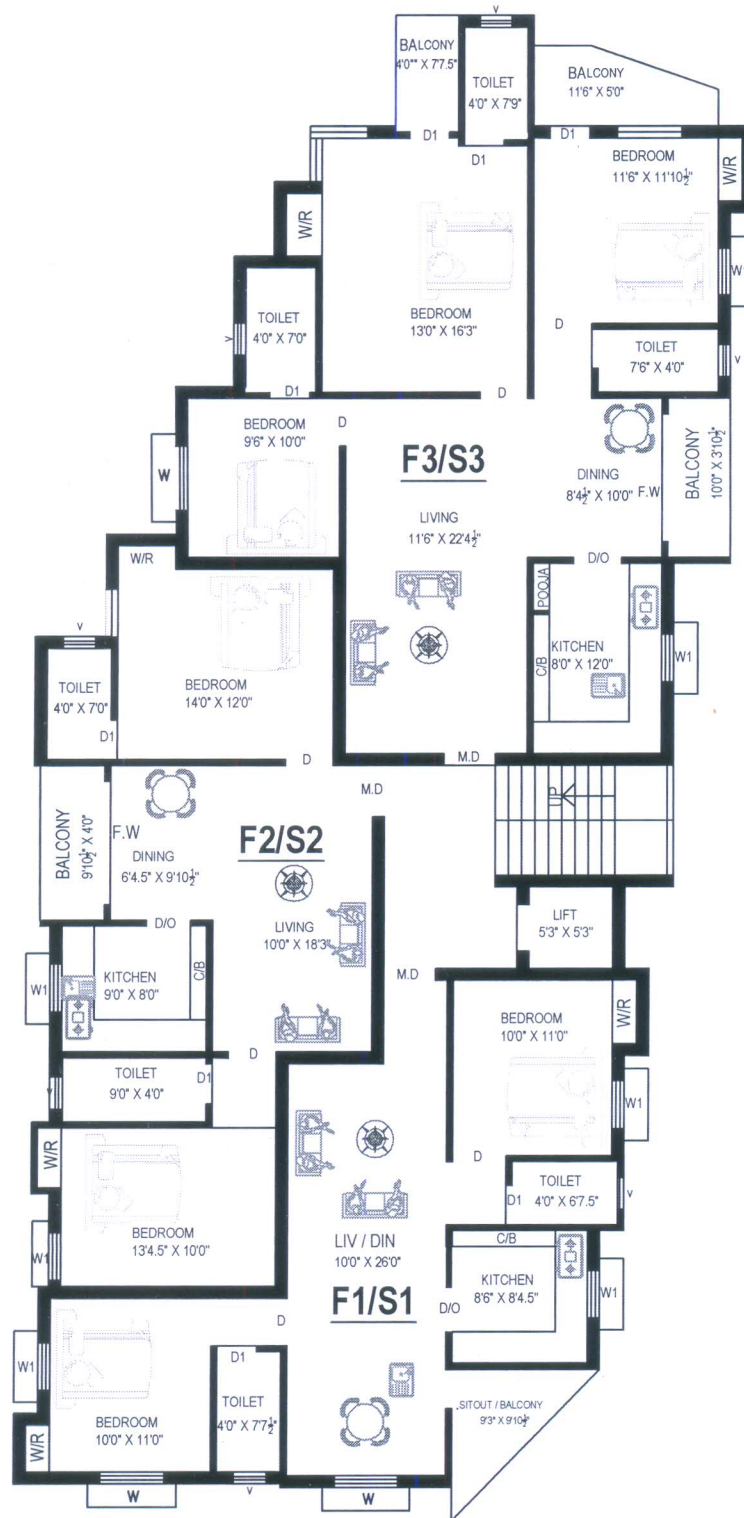 V
BALCONY
4'0"" X 7'7.5"
TOILET
4'0" X 7'9"
BALCONY
11'6" X 5'0"
D1
D1
D1
BEDROOM
11'6" X 11'10½"
W/R
W/R
W1
BEDROOM
13'0" X 16'3"
TOILET
4'0" X 7'0"
V
D
TOILET
7'6" X 4'0"
V
D1
D
BEDROOM
9'6" X 10'0"
D
W
F3/S3
DINING
8'4½" X 10'0"
F.W
BALCONY
10'0" X 3'10½"
LIVING
11'6" X 22'4½"
D/O
POOJA
W/R
V
KITCHEN
8'0" X 12'0"
C/B
W1
BEDROOM
14'0" X 12'0"
TOILET
4'0" X 7'0"
D1
D
M.D
M.D
UP
BALCONY
9'10½" X 4'0"
F.W
DINING
6'4.5" X 9'10½"
F2/S2
LIVING
10'0" X 18'3"
D/O
LIFT
5'3" X 5'3"
KITCHEN
9'0" X 8'0"
C/B
W1
M.D
BEDROOM
10'0" X 11'0"
W/R
D
TOILET
9'0" X 4'0"
D1
V
W1
W/R
BEDROOM
13'4.5" X 10'0"
W1
D
TOILET
4'0" X 6'7.5"
D1
V
C/B
LIV / DIN
10'0" X 26'0"
KITCHEN
8'6" X 8'4.5"
D/O
W1
F1/S1
D
D1
W1
TOILET
4'0" X 7'7½"
BEDROOM
10'0" X 11'0"
W/R
SITOUT / BALCONY
9'3" X 9'10½"
W
V
W